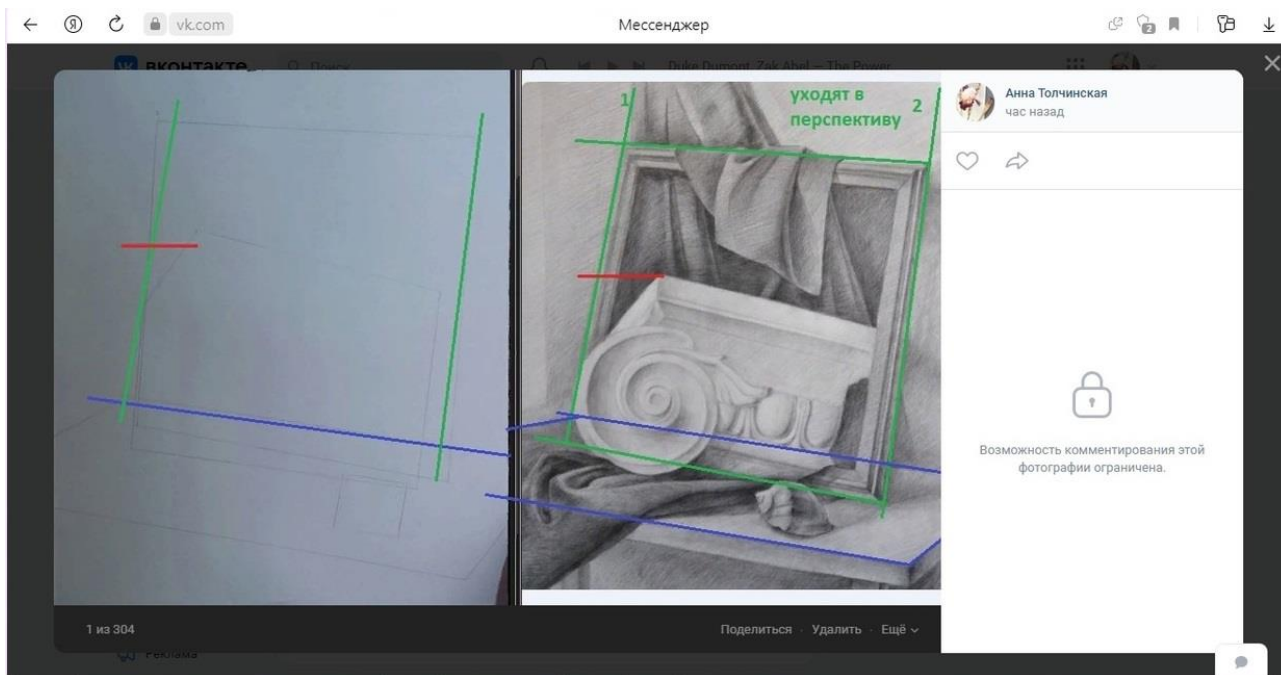 vk.com
Мессенджер
2
вконтакте
Поиск
Duke Dumont, Zak Abel – The Power
1
уходят в
перспективу
2
Анна Толчинская
час назад
Возможность комментирования этой
фотографии ограничена.
1 из 304
Поделиться · Удалить · Ещё
Реклама